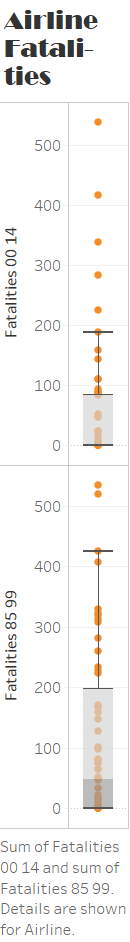 Airline
Fatali-
ties
500
400
300
200
100
0
Fatalities 00 14
500
400
300
200
100
0
Fatalities 85 99
Sum of Fatalities
00 14 and sum of
Fatalities 85 99.
Details are shown
for Airline.